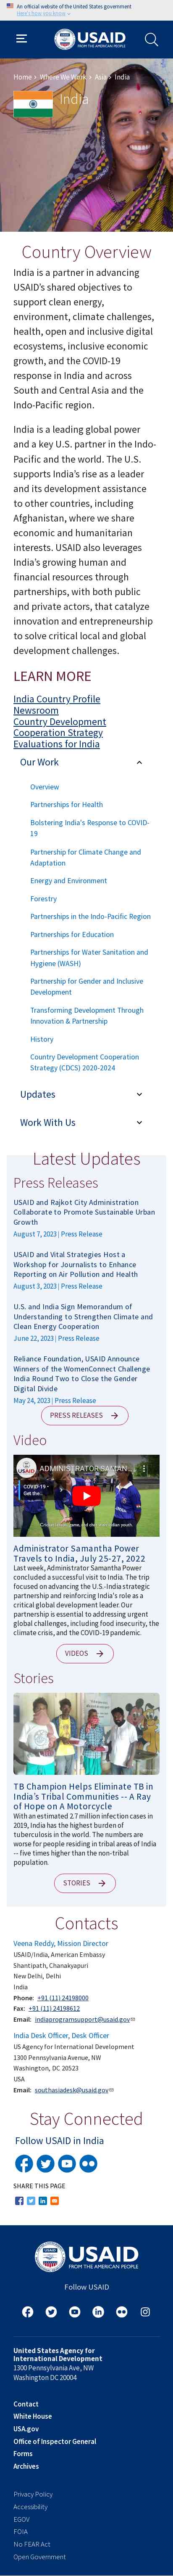 An official website of the United States government
Here's how you know
USAID
FROM THE AMERICAN PEOPLE
Home › Where We Work › Asia › India
India
Country Overview
India is a partner in advancing
USAID's shared objectives to
support clean energy,
environment, climate challenges,
health, open and inclusive digital
ecosystems, and inclusive
economic growth, and the COVID-19
response in India and across
South and Central Asia and the
Indo-Pacific region.
India is a leading global power
and a key U.S. partner in the Indo-
Pacific and the world. The U.S.
supports India's rise as a leader
and its development assistance
to other countries, including
Afghanistan, where we share
economic and humanitarian
interests. USAID also leverages
India's growing human and
financial resources through
partnerships to help both
partners, together, that catalyze
innovation and entrepreneurship
to solve critical local and global
development challenges.
LEARN MORE
India Country Profile
Newsroom
Country Development
Cooperation Strategy
Evaluations for India
Our Work
Overview
Partnerships for Health
Bolstering India's Response to COVID-
19
Partnership for Climate Change and
Adaptation
Energy and Environment
Forestry
Partnerships in the Indo-Pacific Region
Partnerships for Education
Partnerships for Water Sanitation and
Hygiene (WASH)
Partnership for Gender and Inclusive
Development
Transforming Development Through
Innovation & Partnership
History
Country Development Cooperation
Strategy (CDCS) 2020-2024
Updates
Work With Us
Latest Updates
Press Releases
USAID and Rajkot City Administration
Collaborate to Promote Sustainable Urban
Growth
August 7, 2023 | Press Release
USAID and Vital Strategies Host a
Workshop for Journalists to Enhance
Reporting on Air Pollution and Health
August 3, 2023 | Press Release
U.S. and India Sign Memorandum of
Understanding to Strengthen Climate and
Clean Energy Cooperation
June 22, 2023 | Press Release
Reliance Foundation, USAID Announce
Winners of the WomenConnect Challenge
India Round Two to Close the Gender
Digital Divide
May 24, 2023 | Press Release
PRESS RELEASES
Video
ADMINISTRATOR SAMAN
COVID-19
Get the
Administrator Samantha Power
Travels to India, July 25-27, 2022
Last week, Administrator Samantha Power
concluded a successful visit to India. The trip
focused on advancing the U.S.-India strategic
partnership and reinforcing India's role as a
critical global development leader. Our
partnership is essential to addressing urgent
global challenges, including food insecurity, the
climate crisis, and the COVID-19 pandemic.
VIDEOS
Stories
TB Champion Helps Eliminate TB in
India's Tribal Communities -- A Ray
of Hope on A Motorcycle
With an estimated 2.7 million infection cases in
2019, India has the highest burden of
tuberculosis in the world. The numbers are
worse for people residing in tribal areas of India
-- five times higher than the non-tribal
population.
STORIES
Contacts
Veena Reddy, Mission Director
USAID/India, American Embassy
Shantipath, Chanakyapuri
New Delhi, Delhi
India
Phone: +91 (11) 24198000
Fax: +91 (11) 24198612
Email: indiaprogramsupport@usaid.gov
India Desk Officer, Desk Officer
US Agency for International Development
1300 Pennsylvania Avenue, NW
Washington, DC 20523
USA
Email: southasiadesk@usaid.gov
Stay Connected
Follow USAID in India
SHARE THIS PAGE
USAID
FROM THE AMERICAN PEOPLE
Follow USAID
United States Agency for
International Development
1300 Pennsylvania Ave, NW
Washington DC 20004
Contact
White House
USA.gov
Office of Inspector General
Forms
Archives
Privacy Policy
Accessibility
EGOV
FOIA
No FEAR Act
Open Government